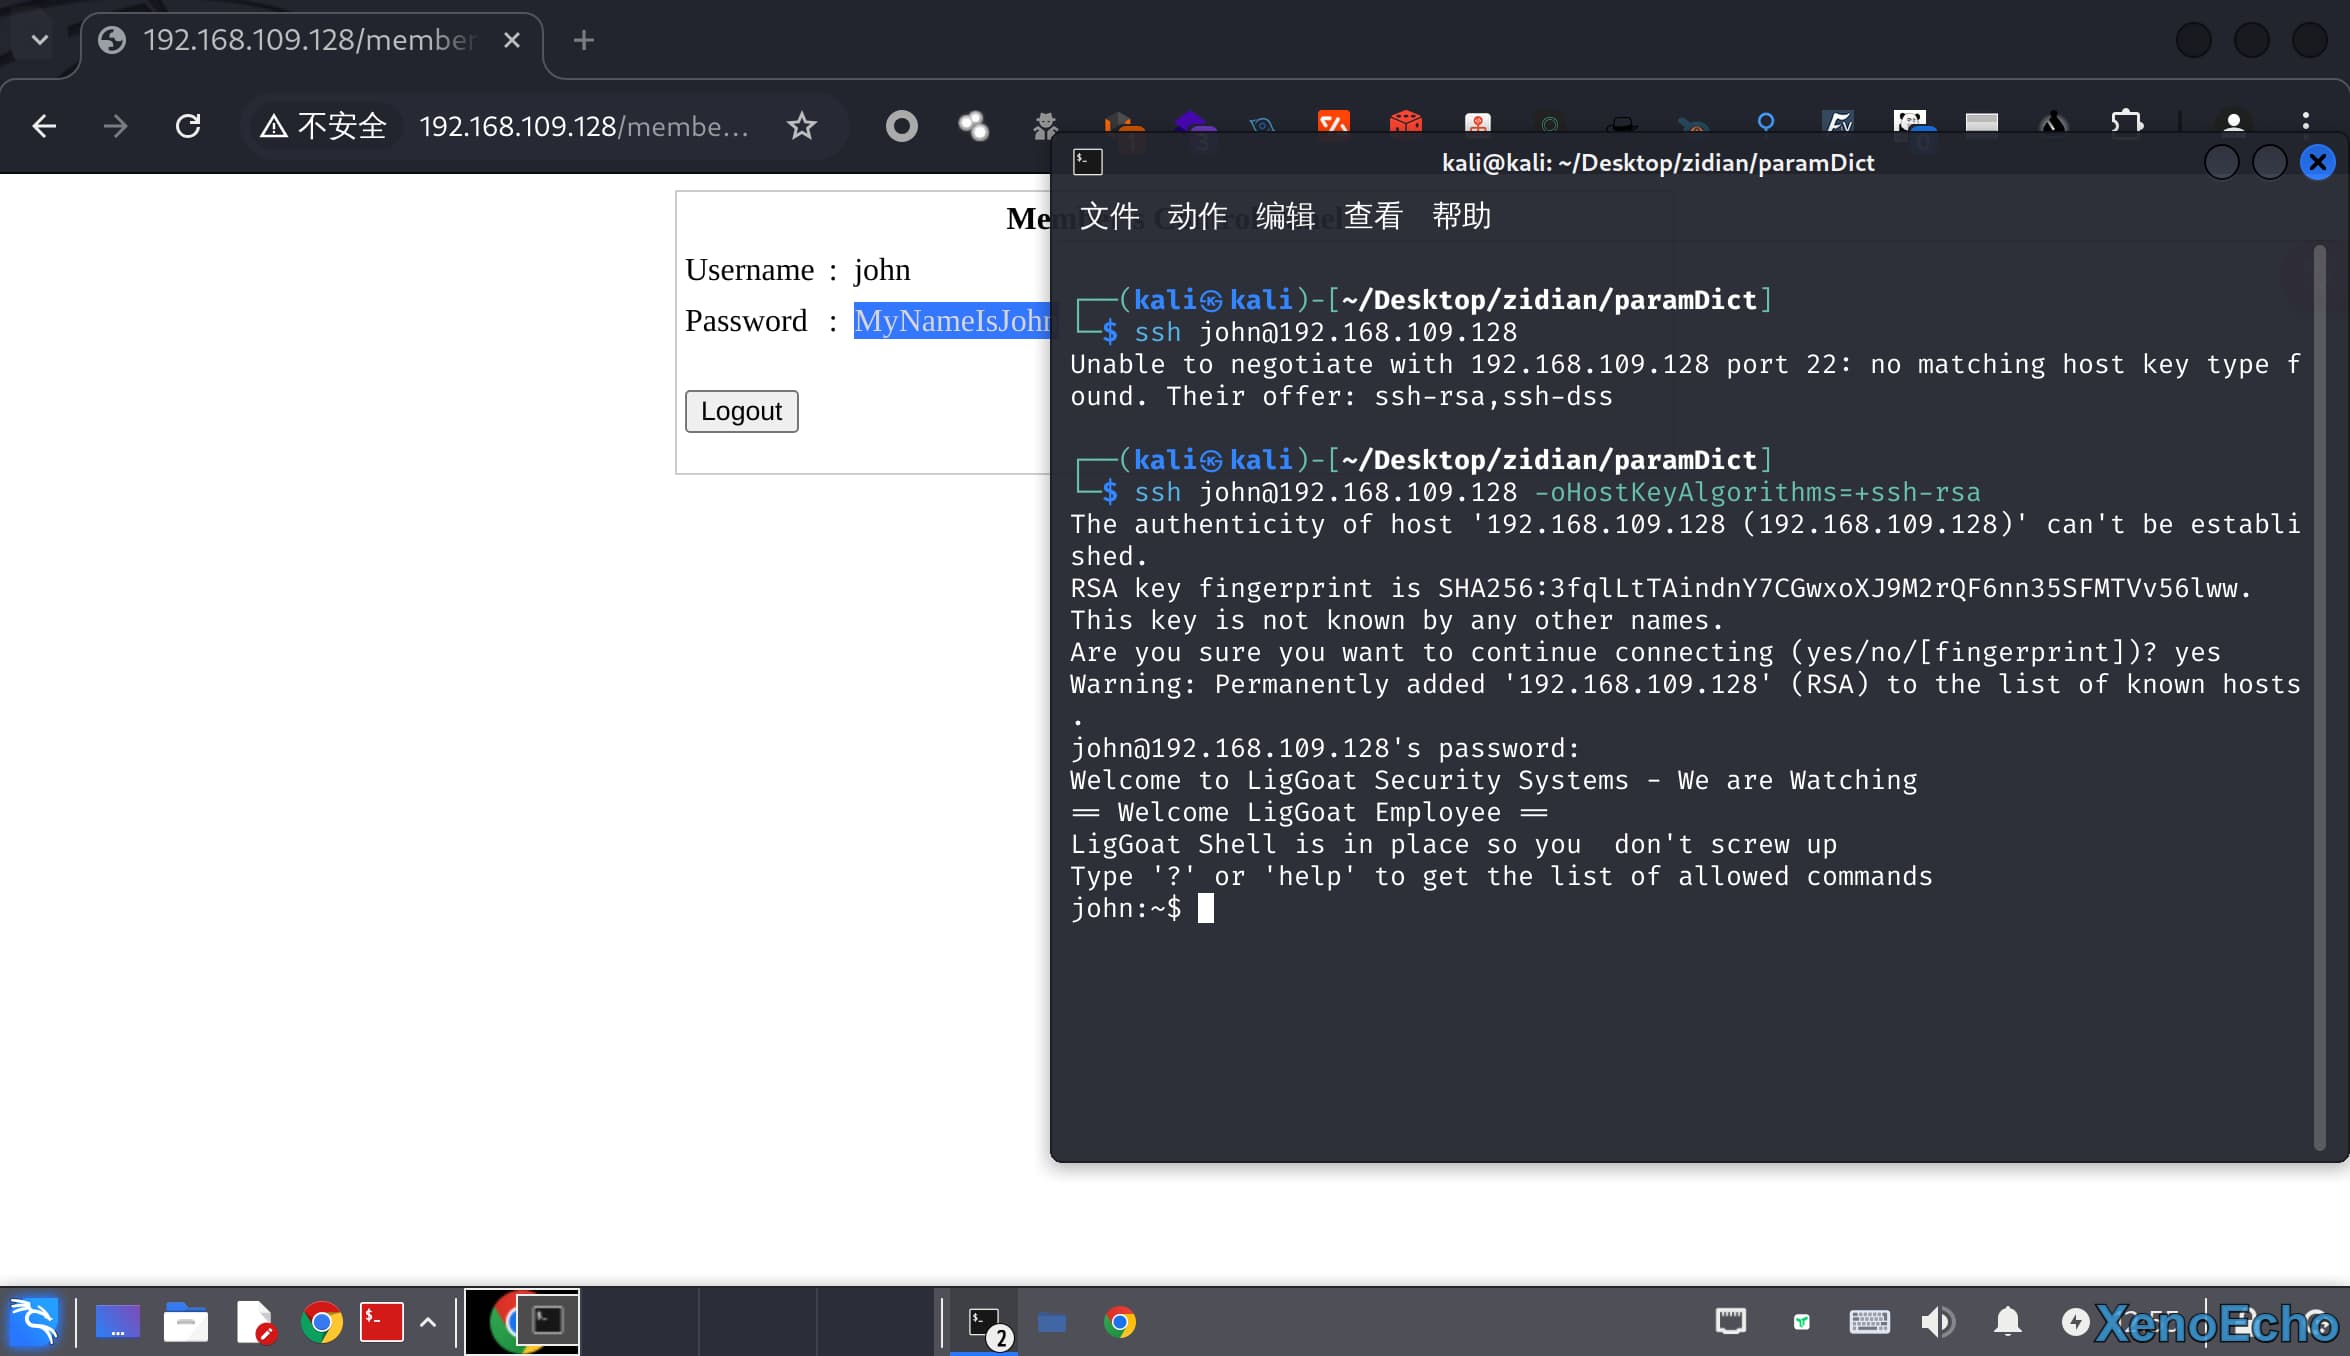 192.168.109.128/member
不安全 192.168.109.128/membe...
kali@kali: ~/Desktop/zidian/paramDict
文件 动作 编辑 查看 帮助
Username : john
Password : MyNameIsJohn
Logout
(kali㉿kali)-[~/Desktop/zidian/paramDict]
$ ssh john@192.168.109.128
Unable to negotiate with 192.168.109.128 port 22: no matching host key type f
ound. Their offer: ssh-rsa,ssh-dss
(kali㉿kali)-[~/Desktop/zidian/paramDict]
$ ssh john@192.168.109.128 -oHostKeyAlgorithms=+ssh-rsa
The authenticity of host '192.168.109.128 (192.168.109.128)' can't be establi
shed.
RSA key fingerprint is SHA256:3fqlLtTAindnY7CGwxoXJ9M2rQF6nn35SFMTVv56lww.
This key is not known by any other names.
Are you sure you want to continue connecting (yes/no/[fingerprint])? yes
Warning: Permanently added '192.168.109.128' (RSA) to the list of known hosts
.
john@192.168.109.128's password:
Welcome to LigGoat Security Systems - We are Watching
== Welcome LigGoat Employee ==
LigGoat Shell is in place so you  don't screw up
Type '?' or 'help' to get the list of allowed commands
john:~$
2
XenoEcho